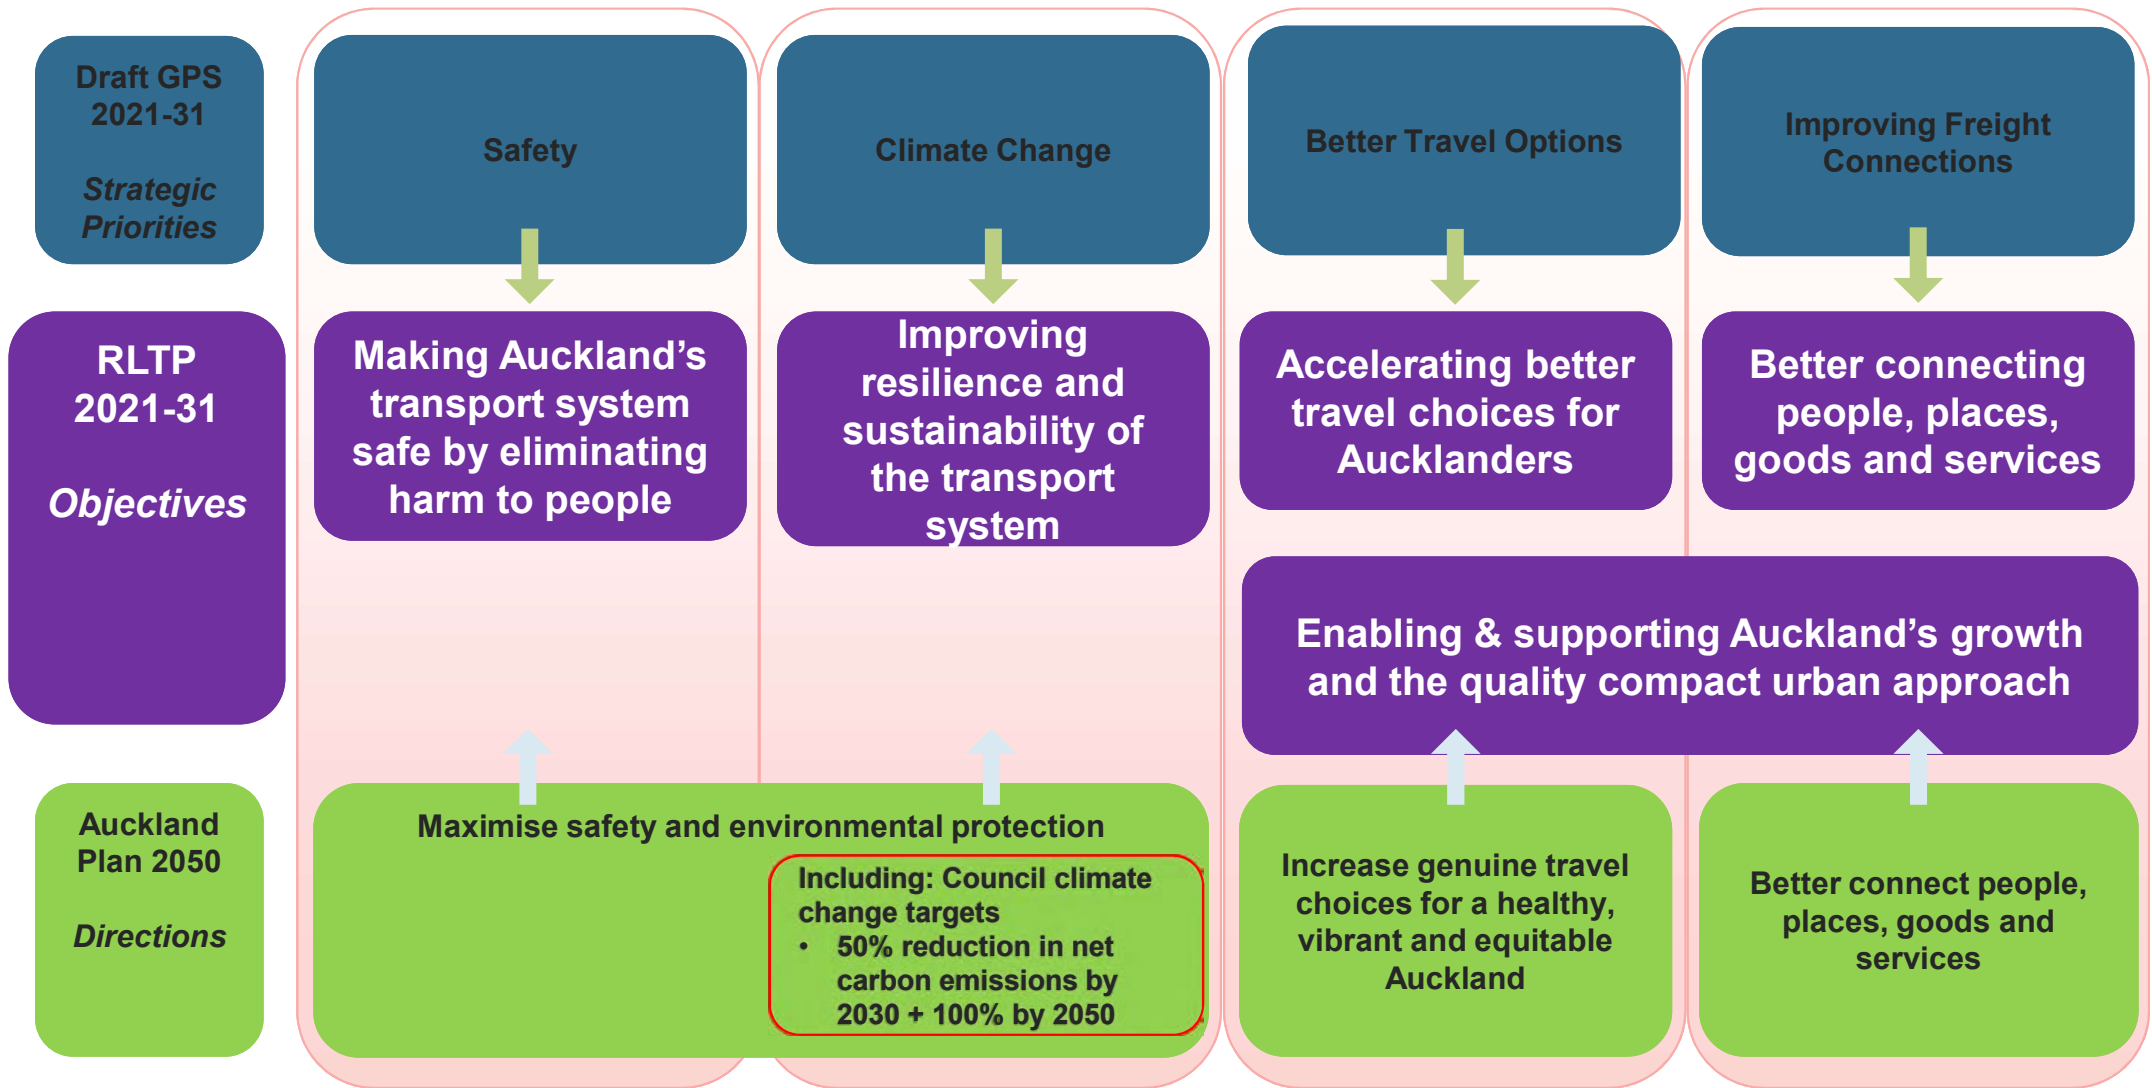 Draft GPS
2021-31
Strategic
Priorities
Safety
Climate Change
Better Travel Options
Improving Freight
Connections
RLTP
2021-31
Objectives
Making Auckland’s
transport system
safe by eliminating
harm to people
Improving
resilience and
sustainability of
the transport
system
Accelerating better
travel choices for
Aucklanders
Better connecting
people, places,
goods and services
Enabling & supporting Auckland’s growth
and the quality compact urban approach
Auckland
Plan 2050
Directions
Maximise safety and environmental protection
Including: Council climate
change targets
• 50% reduction in net
carbon emissions by
2030 + 100% by 2050
Increase genuine travel
choices for a healthy,
vibrant and equitable
Auckland
Better connect people,
places, goods and
services